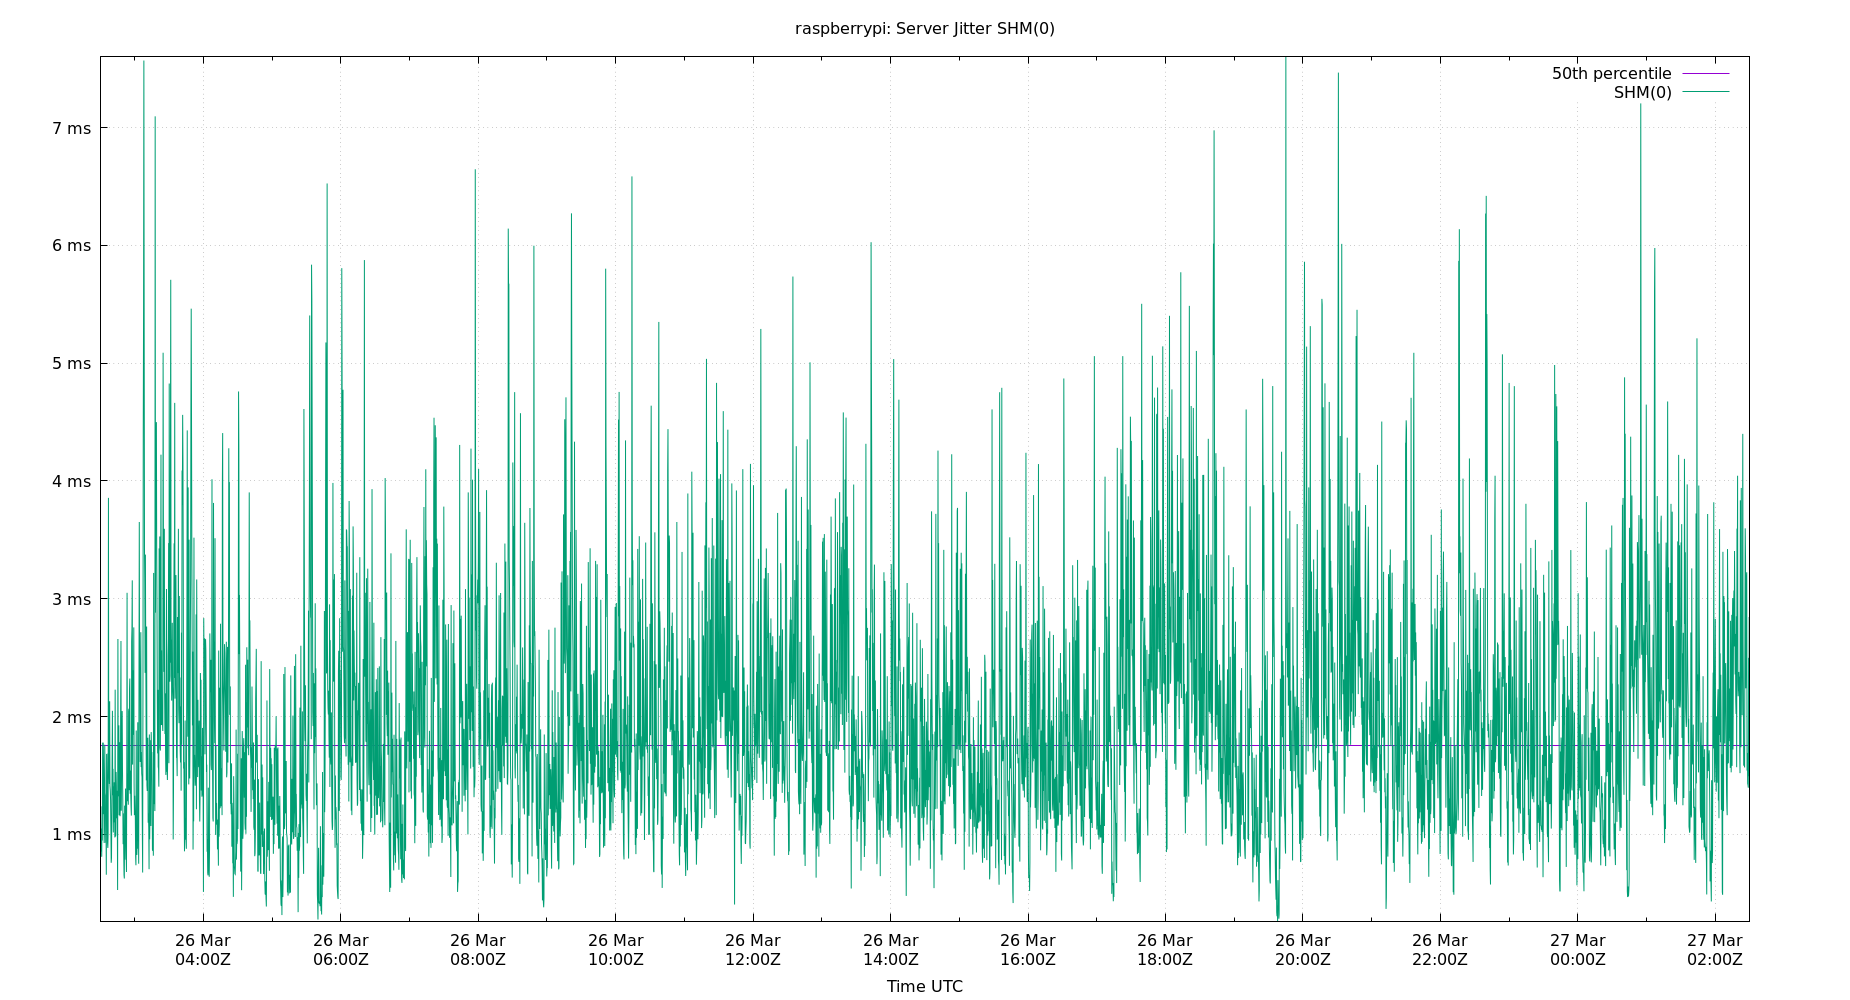 raspberrypi: Server Jitter SHM(0)
50th percentile
SHM(0)
7 ms
6 ms
5 ms
4 ms
3 ms
2 ms
1 ms
26 Mar 26 Mar 26 Mar 26 Mar 26 Mar 26 Mar 26 Mar 26 Mar 26 Mar 26 Mar 27 Mar 27 Mar
04:00Z 06:00Z 08:00Z 10:00Z 12:00Z 14:00Z 16:00Z 18:00Z 20:00Z 22:00Z 00:00Z 02:00Z
Time UTC